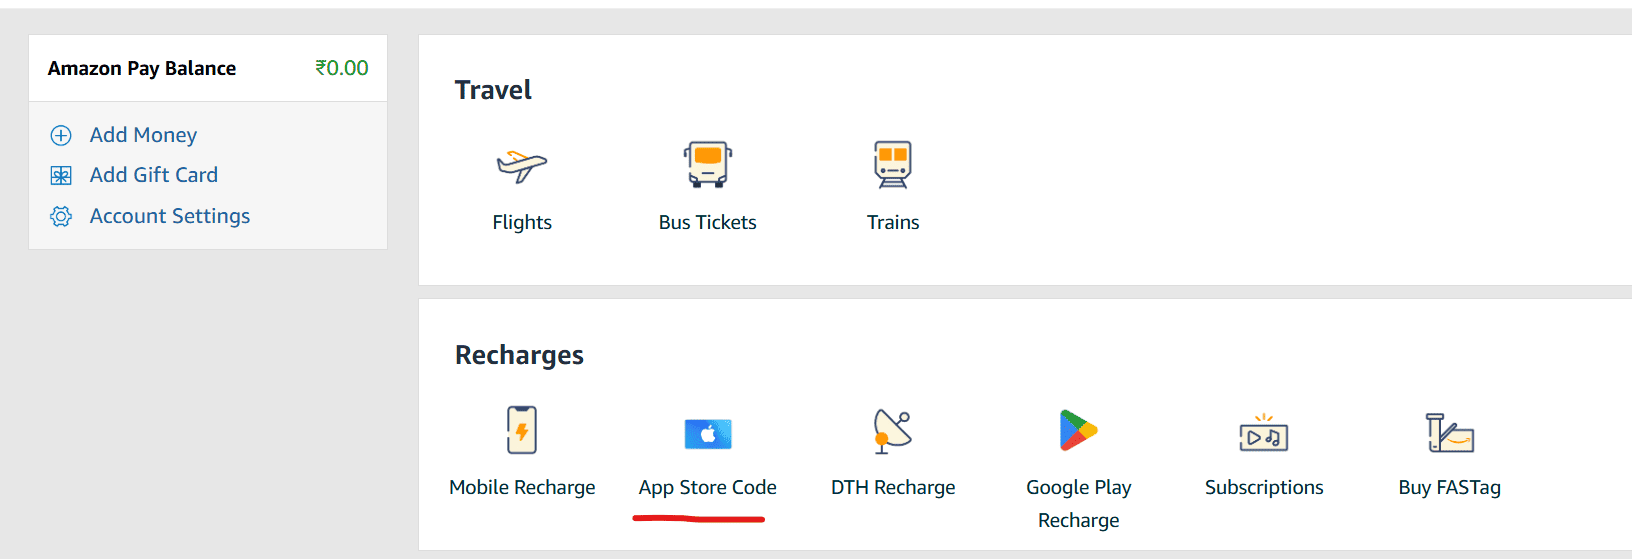 Amazon Pay Balance ₹0.00
Add Money
Add Gift Card
Account Settings
Travel
Flights Bus Tickets Trains
Recharges
Mobile Recharge App Store Code DTH Recharge Google Play Recharge Subscriptions Buy FASTag